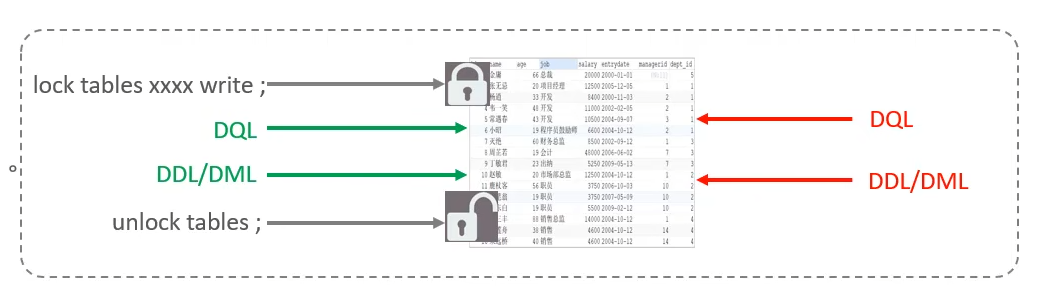 lock tables xxxx write ;
DQL
DDL/DML
unlock tables ;
name age job salary entrydate managerid dept_id
金庸 66 总裁 20000 2000-01-01 5
张无忌 20 项目经理 12500 2005-12-05 1 1
杨逍 33 开发 8400 2000-11-03 2 1
韦一笑 48 开发 11000 2002-02-05 2 1
5 常遇春 43 开发 10500 2004-09-07 3 1
6 小昭 19 程序员鼓励师 6600 2004-10-12 2 1
7 灭绝 60 财务总监 8500 2002-09-12 1 3
8 周芷若 19 会计 48000 2006-06-02 7 3
9 丁敏君 23 出纳 5250 2009-05-13 7 3
10 赵敏 20 市场部总监 12500 2004-10-12 1 2
11 鹿杖客 56 职员 3750 2006-10-03 10 2
19 职员 3750 2007-05-09 10 2
东白 19 职员 5500 2009-02-12 10 2
三丰 88 销售总监 14000 2004-10-12 1 4
莲舟 38 销售 4600 2004-10-12 14 4
远桥 40 销售 4600 2004-10-12 14 4
DQL
DDL/DML